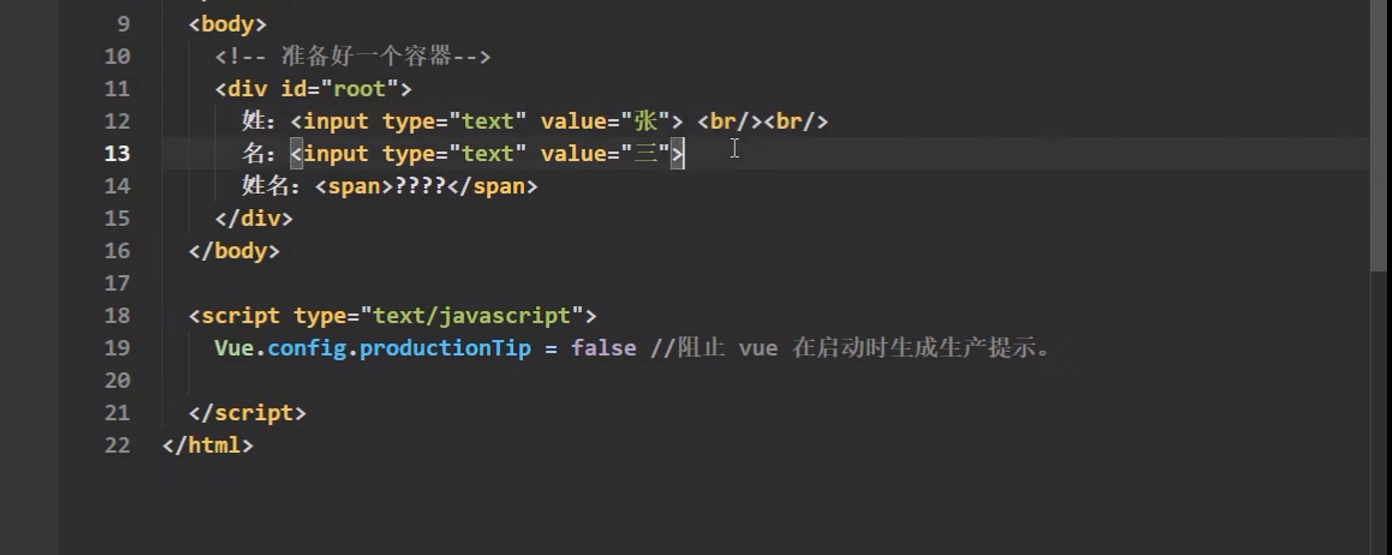 9 <body>
10 <!-- 准备好一个容器-->
11 <div id="root">
12 姓：<input type="text" value="张"> <br/><br/>
13 名：<input type="text" value="三">
14 姓名：<span>????</span>
15 </div>
16 </body>
17
18 <script type="text/javascript">
19 Vue.config.productionTip = false //阻止 vue 在启动时生成生产提示。
20
21 </script>
22 </html>